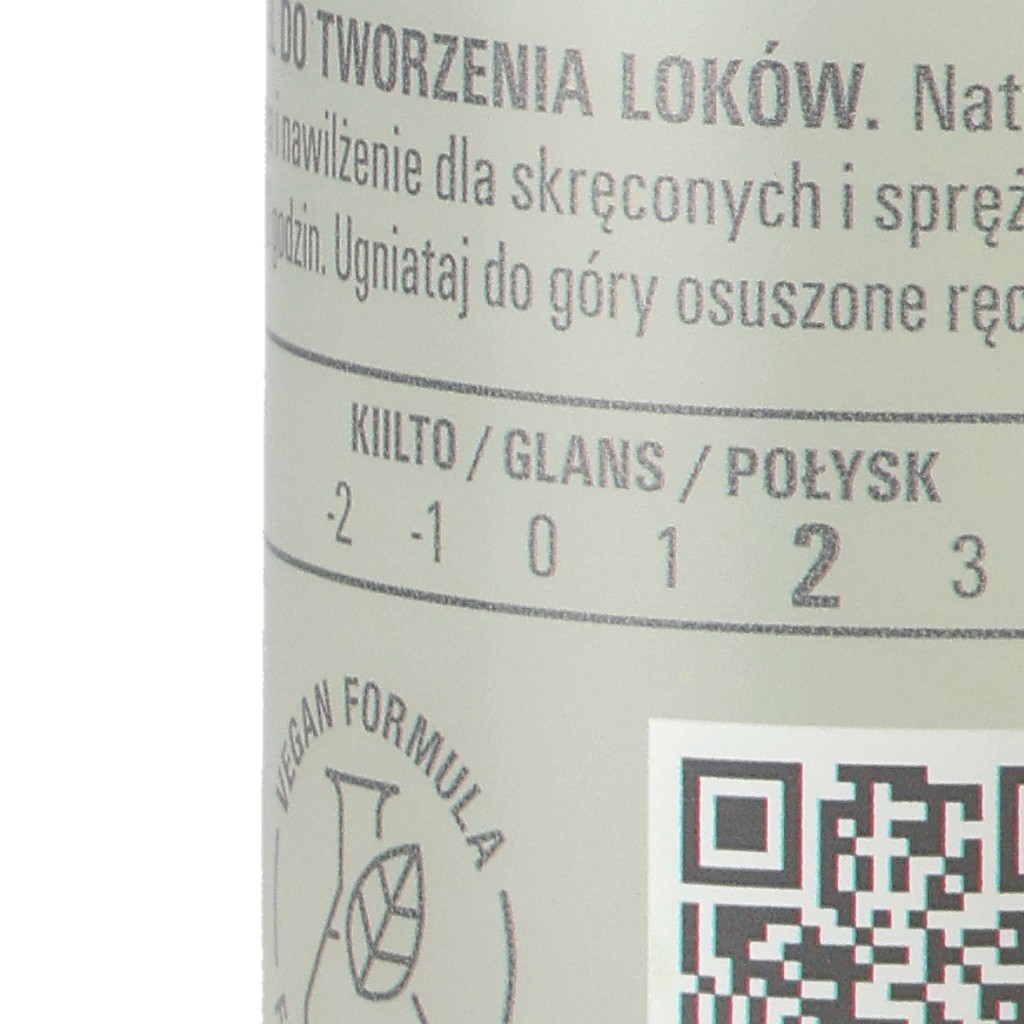 DO TWORZENIA LOKÓW. Nat
i nawilżenie dla skręconych i spręż
godzin. Ugniataj do góry osuszone ręc
KIILTO / GLANS / POŁYSK
-2 -1 0 1 2 3
VEGAN FORMULA